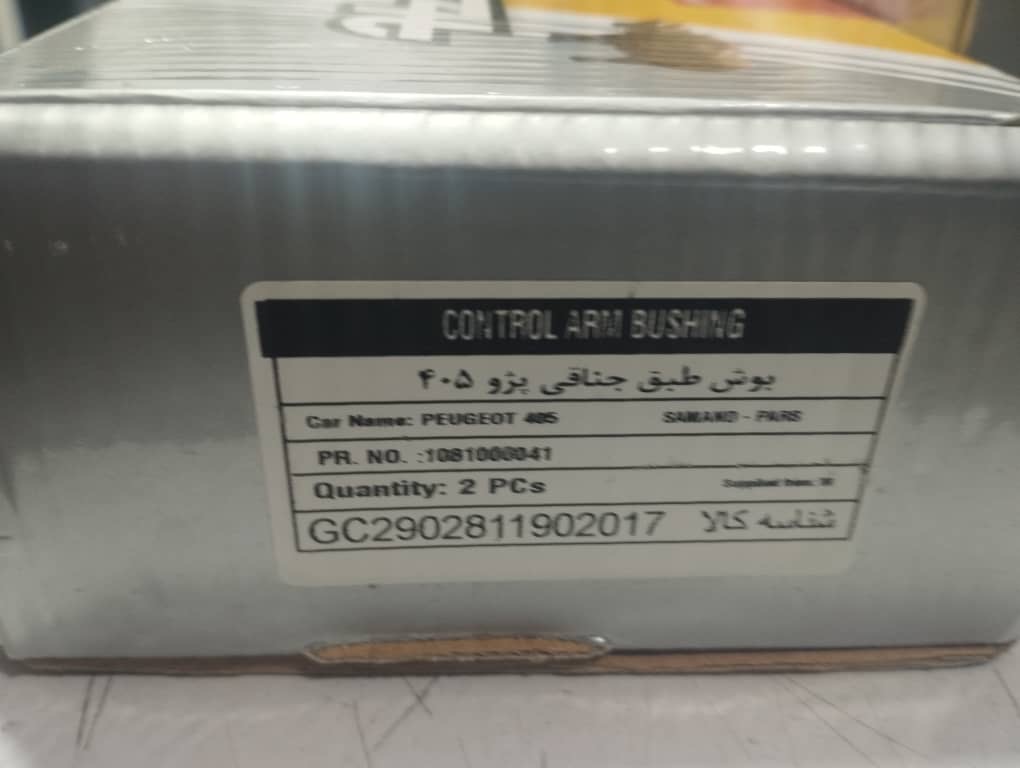 CONTROL ARM BUSHING
بوش طبق جناقی پژو ۴۰۵
Car Name: PEUGEOT 405 SAMAND - PARS
PR. NO. :1081000041
Quantity: 2 PCs
GC2902811902017 شناسه کالا